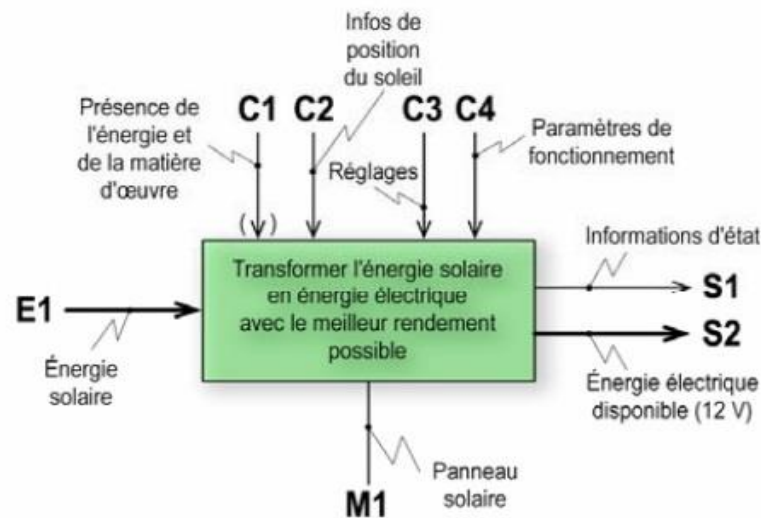 Infos de
position
du soleil
Présence de
l'énergie et
de la matière
d'œuvre
C1 C2 C3 C4
Paramètres de
fonctionnement
Réglages
( )
Transformer l'énergie solaire
en énergie électrique
avec le meilleur rendement
possible
Informations d'état
E1
S1
S2
Énergie
solaire
Énergie électrique
disponible (12 V)
Panneau
solaire
M1